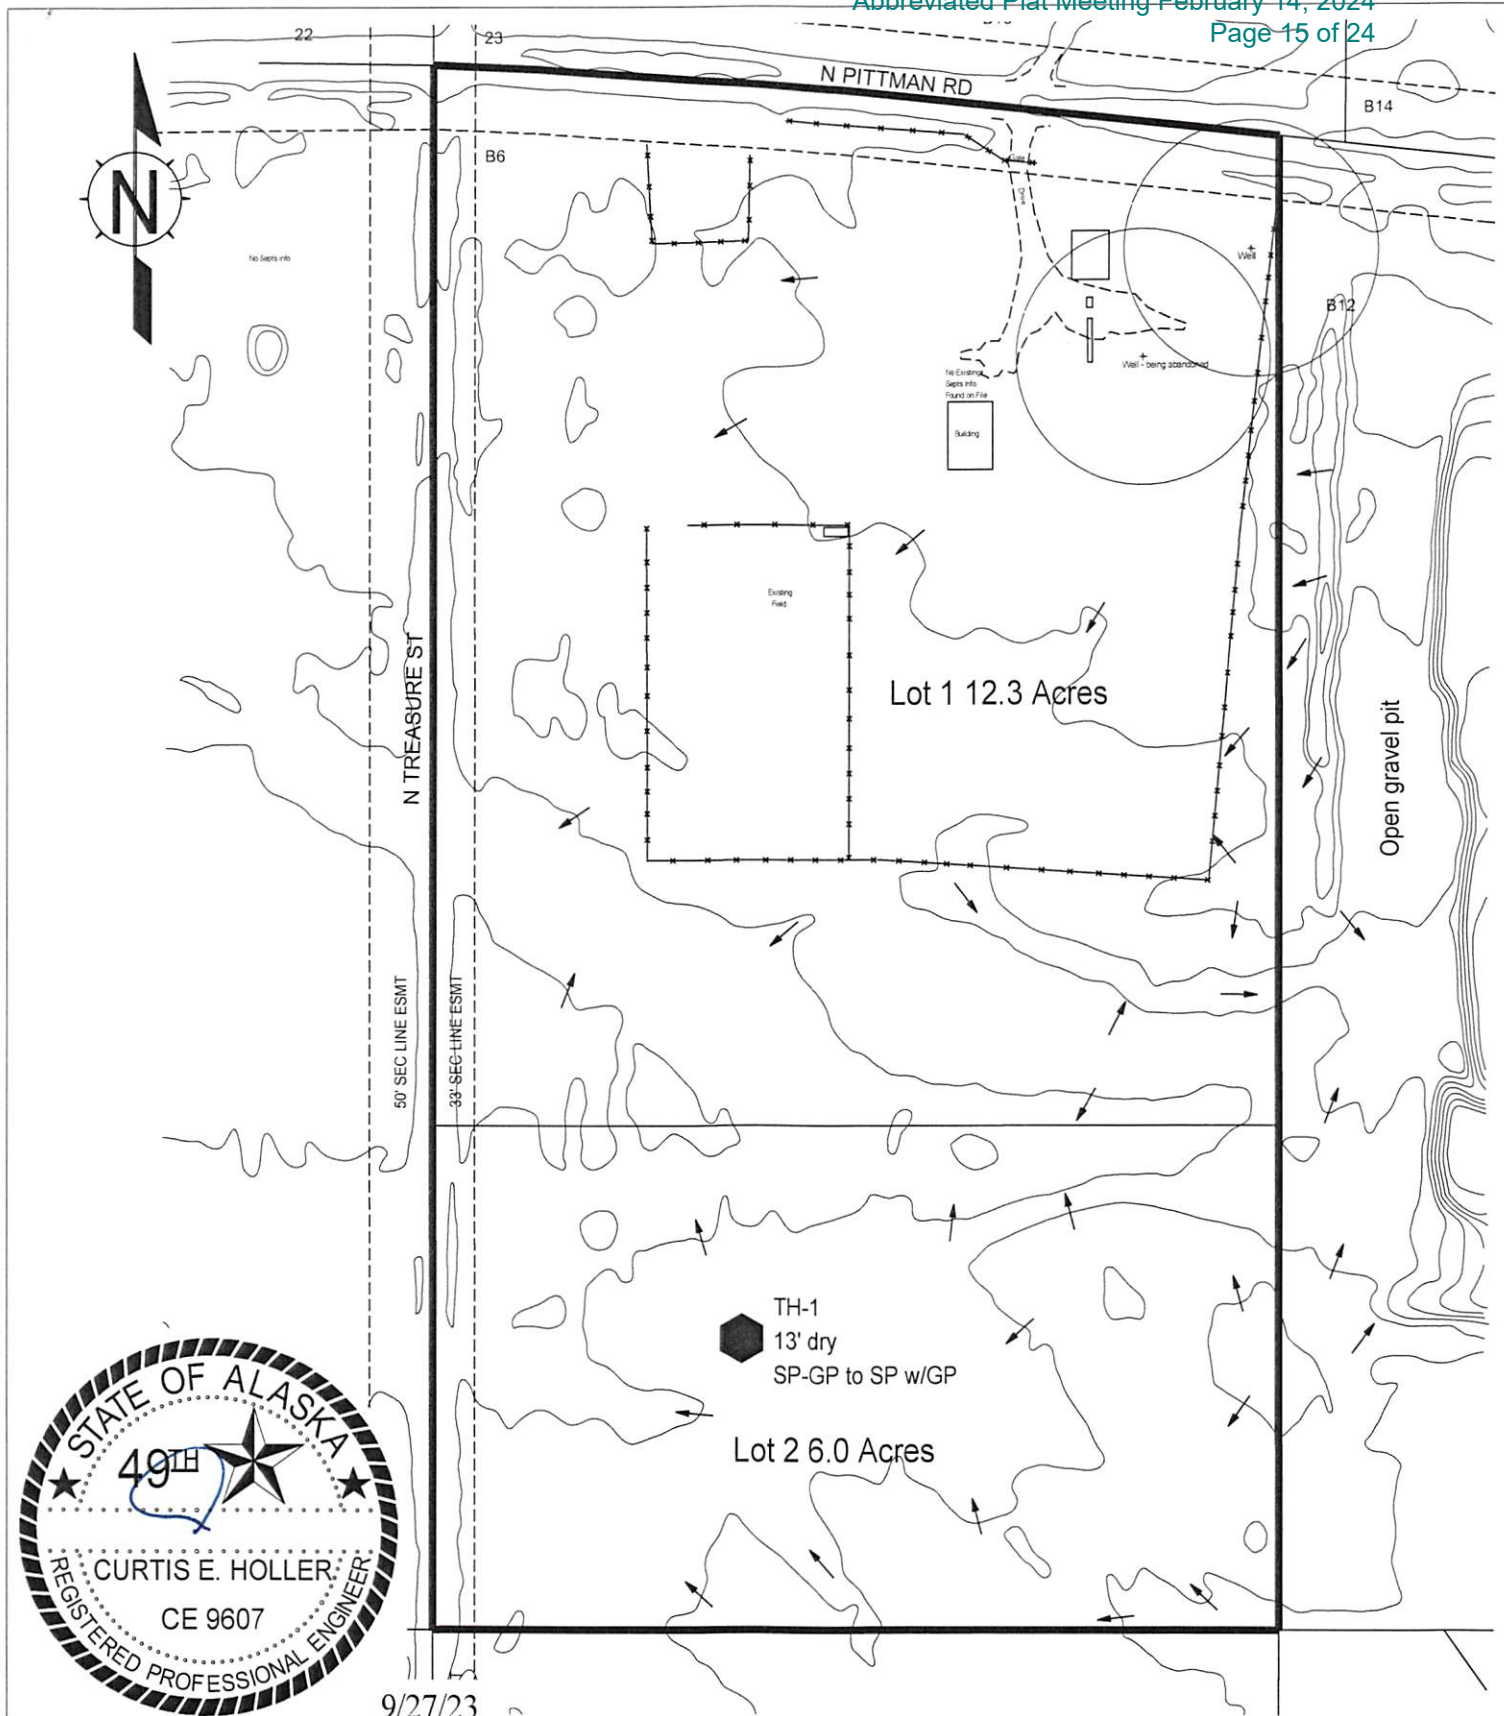 Abbreviated Plat Meeting February 14, 2024
Page 15 of 24
22
23
N PITTMAN RD
B14
B6
N
No Septs info
Gate
Drive
Well
B12
Well - being abandoned
No Existing
Septs info
Found on File
Building
Existing
Field
N TREASURE ST
Lot 1 12.3 Acres
Open gravel pit
50' SEC LINE ESMT
33' SEC LINE ESMT
TH-1
13' dry
SP-GP to SP w/GP
Lot 2 6.0 Acres
STATE OF ALASKA
49TH
CURTIS E. HOLLER
CE 9607
REGISTERED PROFESSIONAL ENGINEER
9/27/23